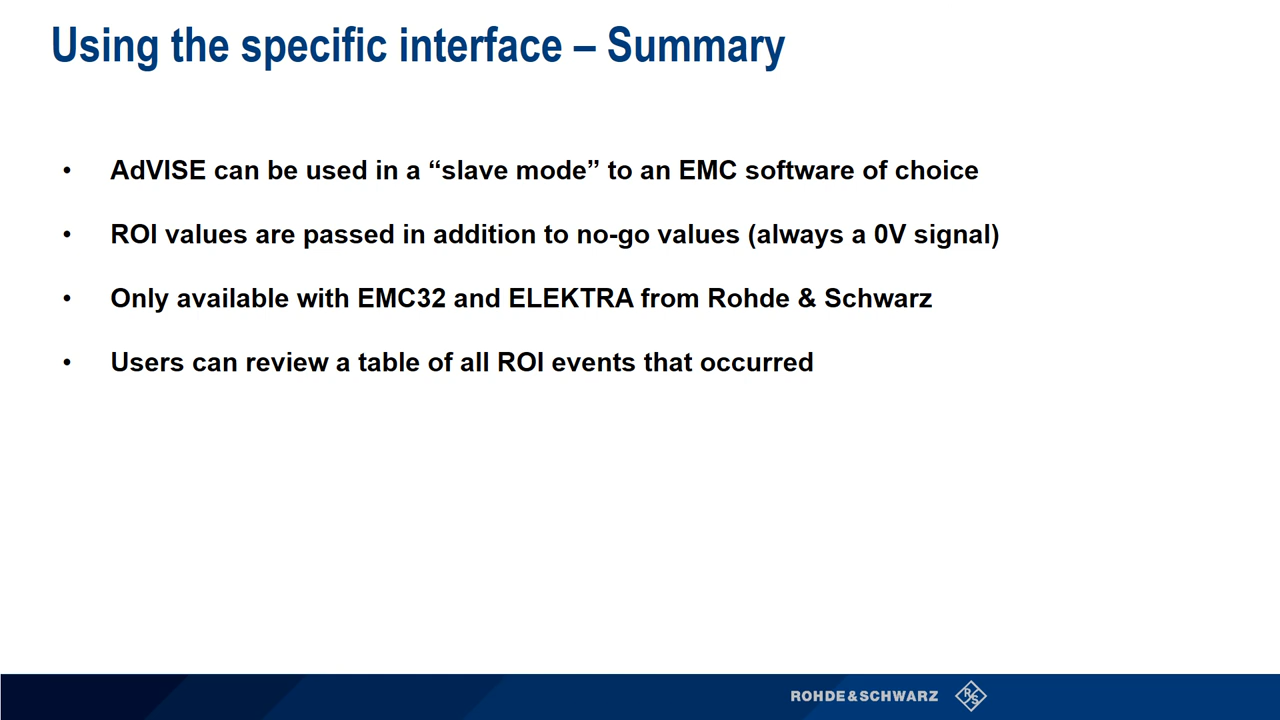 Using the specific interface – Summary
• AdVISE can be used in a “slave mode” to an EMC software of choice
• ROI values are passed in addition to no-go values (always a 0V signal)
• Only available with EMC32 and ELEKTRA from Rohde & Schwarz
• Users can review a table of all ROI events that occurred
ROHDE&SCHWARZ R S